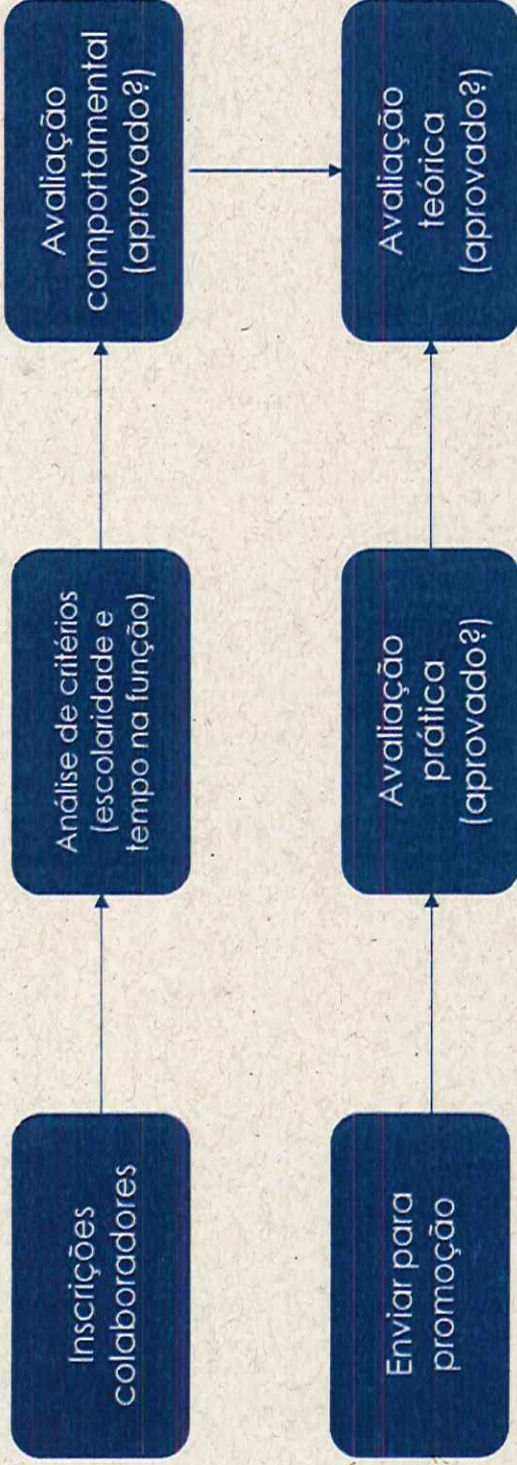 Inscrições
colaboradores
Análise de critérios
(escolaridade e
tempo na função)
Avaliação
comportamental
(aprovado?)
Enviar para
promoção
Avaliação
prática
(aprovado?)
Avaliação
teórica
(aprovado?)